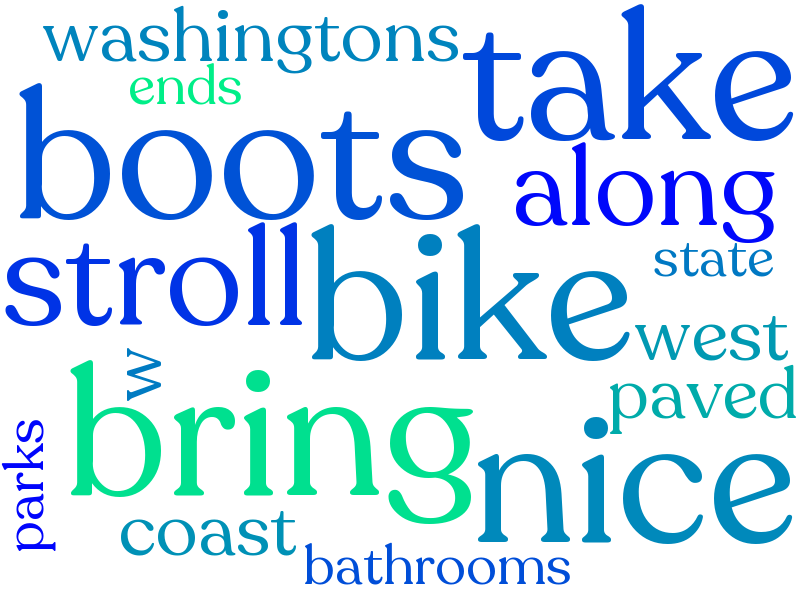 washingtons
take
ends
boots
along
stroll
bike
state
west
w
paved
bring
nice
parks
coast
bathrooms